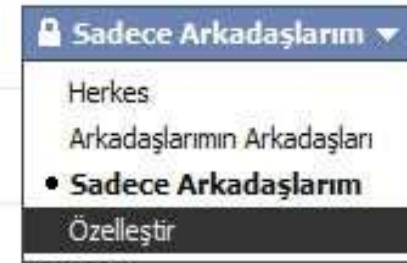 Sadece Arkadaşlarım
Herkes
Arkadaşlarımın Arkadaşları
• Sadece Arkadaşlarım
Özelleştir